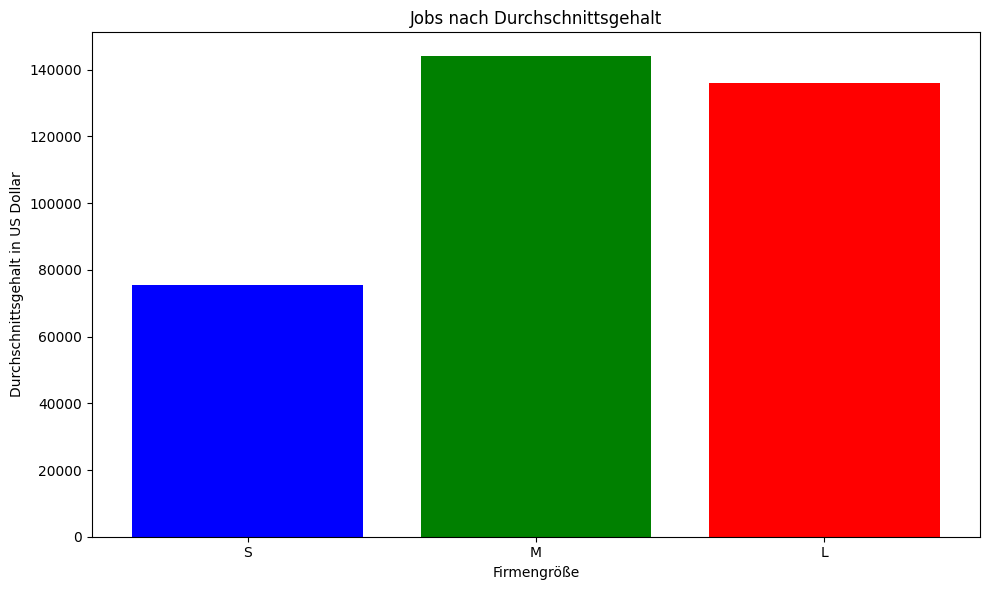 Jobs nach Durchschnittsgehalt
Durchschnittsgehalt in US Dollar
140000
120000
100000
80000
60000
40000
20000
0
S M L
Firmengröße